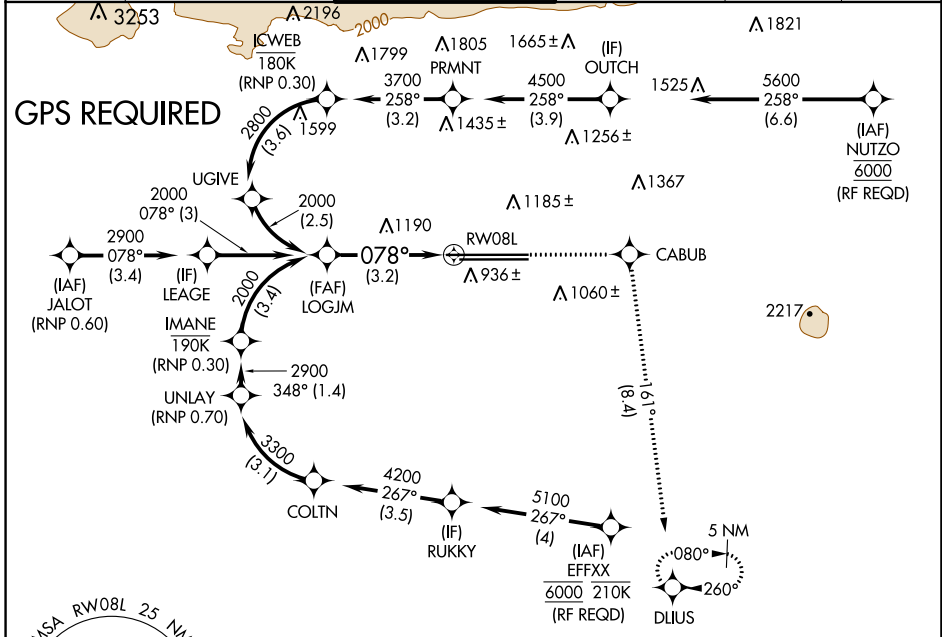 3253
2196
2000
1821
ICWEB
180K
(RNP 0.30)
1799
1805
PRMNT
1665±
(IF)
OUTCH
1525
GPS REQUIRED
3700
258°
(3.2)
4500
258°
(3.9)
5600
258°
(6.6)
1599
1435±
1256±
(IAF)
NUTZO
6000
(RF REQD)
2800
(3.6)
UGIVE
2000
(2.5)
2000
078° (3)
1367
1185±
1190
2900
078°
(3.4)
078°
(3.2)
RW08L
CABUB
936±
1060±
(IAF)
JALOT
(RNP 0.60)
(IF)
LEAGE
(FAF)
LOGJM
2000
(3.4)
2217
IMANE
190K
(RNP 0.30)
2900
348° (1.4)
UNLAY
(RNP 0.70)
161°
(8.4)
3300
(3.1)
COLTN
4200
267°
(3.5)
(IF)
RUKKY
5100
267°
(4)
(IAF)
EFFXX
6000 210K
(RF REQD)
5 NM
080°
260°
DLIUS
MSA RW08L 25 NM